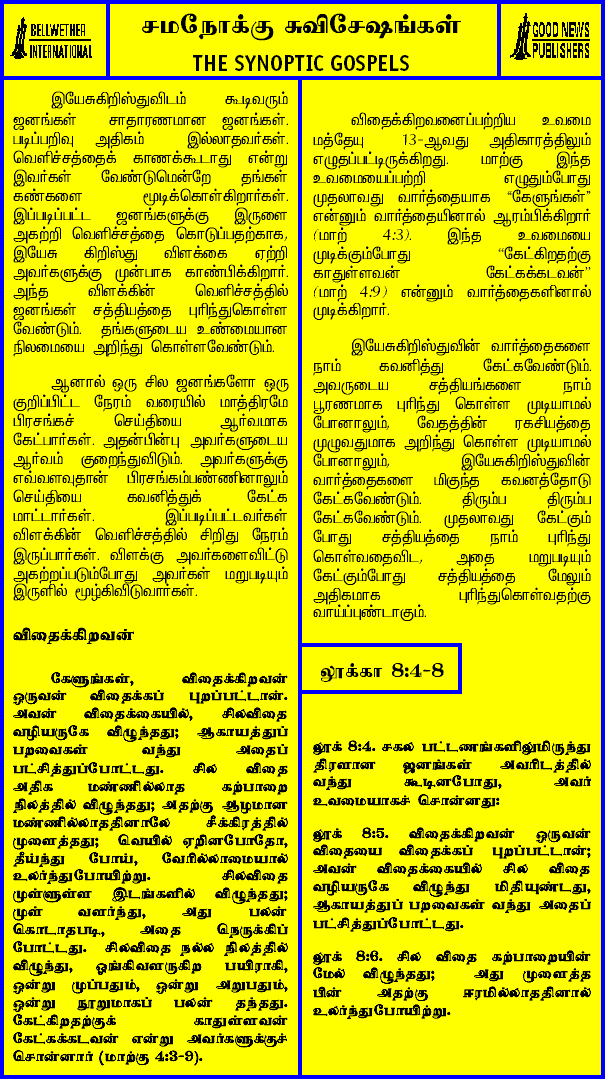 BELLWETHER
INTERNATIONAL
சமநோக்கு சுவிசேஷங்கள்
THE SYNOPTIC GOSPELS
GOOD NEWS
PUBLISHERS
இயேசுகிறிஸ்துவிடம் கூடிவரும்
ஜனங்கள் சாதாரணமான ஜனங்கள்.
படிப்பறிவு அதிகம் இல்லாதவர்கள்.
வெளிச்சத்தைக் காணக்கூடாது என்று
இவர்கள் வேண்டுமென்றே தங்கள்
கண்களை மூடிக்கொள்கிறார்கள்.
இப்படிப்பட்ட ஜனங்களுக்கு இருளை
அகற்றி வெளிச்சத்தை கொடுப்பதற்காக,
இயேசு கிறிஸ்து விளக்கை ஏற்றி
அவர்களுக்கு முன்பாக காண்பிக்கிறார்.
அந்த விளக்கின் வெளிச்சத்தில்
ஜனங்கள் சத்தியத்தை புரிந்துகொள்ள
வேண்டும். தங்களுடைய உண்மையான
நிலமையை அறிந்து கொள்ளவேண்டும்.
ஆனால் ஒரு சில ஜனங்களோ ஒரு
குறிப்பிட்ட நேரம் வரையில் மாத்திரமே
பிரசங்கச் செய்தியை ஆர்வமாக
கேட்பார்கள். அதன்பின்பு அவர்களுடைய
ஆர்வம் குறைந்துவிடும். அவர்களுக்கு
எவ்வளவுதான் பிரசங்கம்பண்ணினாலும்
செய்தியை கவனித்துக் கேட்க
மாட்டார்கள். இப்படிப்பட்டவர்கள்
விளக்கின் வெளிச்சத்தில் சிறிது நேரம்
இருப்பார்கள். விளக்கு அவர்களைவிட்டு
அகற்றப்படும்போது அவர்கள் மறுபடியும்
இருளில் மூழ்கிவிடுவார்கள்.
விதைக்கிறவன்
கேளுங்கள், விதைக்கிறவன்
ஒருவன் விதைக்கப் புறப்பட்டான்.
அவன் விதைக்கையில், சிலவிதை
வழியருகே விழுந்தது; ஆகாயத்துப்
பறவைகள் வந்து அதைப்
பட்சித்துப்போட்டது. சில விதை
அதிக மண்ணில்லாத கற்பாறை
நிலத்தில் விழுந்தது; அதற்கு ஆழமான
மண்ணில்லாததினாலே சீக்கிரத்தில்
முளைத்தது; வெயில் ஏறினபோதோ,
தீய்ந்து போய், வேரில்லாமையால்
உலர்ந்துபோயிற்று. சிலவிதை
முள்ளுள்ள இடங்களில் விழுந்தது;
முள் வளர்ந்து, அது பலன்
கொடாதபடி, அதை நெருக்கிப்
போட்டது. சிலவிதை நல்ல நிலத்தில்
விழுந்து, ஓங்கிவளருகிற பயிராகி,
ஒன்று முப்பதும், ஒன்று அறுபதும்,
ஒன்று நூறுமாகப் பலன் தந்தது.
கேட்கிறதற்குக் காதுள்ளவன்
கேட்கக்கடவன் என்று அவர்களுக்குச்
சொன்னார் (மாற்கு 4:3-9).
விதைக்கிறவனைப்பற்றிய உவமை
மத்தேயு 13-ஆவது அதிகாரத்திலும்
எழுதப்பட்டிருக்கிறது. மாற்கு இந்த
உவமையைப்பற்றி எழுதும்போது
முதலாவது வார்த்தையாக “கேளுங்கள்”
என்னும் வார்த்தையினால் ஆரம்பிக்கிறார்
(மாற் 4:3). இந்த உவமையை
முடிக்கும்போது “கேட்கிறதற்கு
காதுள்ளவன் கேட்கக்கடவன்”
(மாற் 4:9) என்னும் வார்த்தைகளினால்
முடிக்கிறார்.
இயேசுகிறிஸ்துவின் வார்த்தைகளை
நாம் கவனித்து கேட்கவேண்டும்.
அவருடைய சத்தியங்களை நாம்
பூரணமாக புரிந்து கொள்ள முடியாமல்
போனாலும், வேதத்தின் ரகசியத்தை
முழுவதுமாக அறிந்து கொள்ள முடியாமல்
போனாலும், இயேசுகிறிஸ்துவின்
வார்த்தைகளை மிகுந்த கவனத்தோடு
கேட்கவேண்டும். திரும்ப திரும்ப
கேட்கவேண்டும். முதலாவது கேட்கும்
போது சத்தியத்தை நாம் புரிந்து
கொள்வதைவிட, அதை மறுபடியும்
கேட்கும்போது சத்தியத்தை மேலும்
அதிகமாக புரிந்துகொள்வதற்கு
வாய்ப்புண்டாகும்.
லூக்கா 8:4-8
லூக் 8:4. சகல பட்டணங்களிலுமிருந்து
திரளான ஜனங்கள் அவரிடத்தில்
வந்து கூடினபோது, அவர்
உவமையாகச் சொன்னது:
லூக் 8:5. விதைக்கிறவன் ஒருவன்
விதையை விதைக்கப் புறப்பட்டான்;
அவன் விதைக்கையில் சில விதை
வழியருகே விழுந்து மிதியுண்டது,
ஆகாயத்துப் பறவைகள் வந்து அதைப்
பட்சித்துப்போட்டது.
லூக் 8:6. சில விதை கற்பாறையின்
மேல் விழுந்தது; அது முளைத்த
பின் அதற்கு ஈரமில்லாததினால்
உலர்ந்துபோயிற்று.